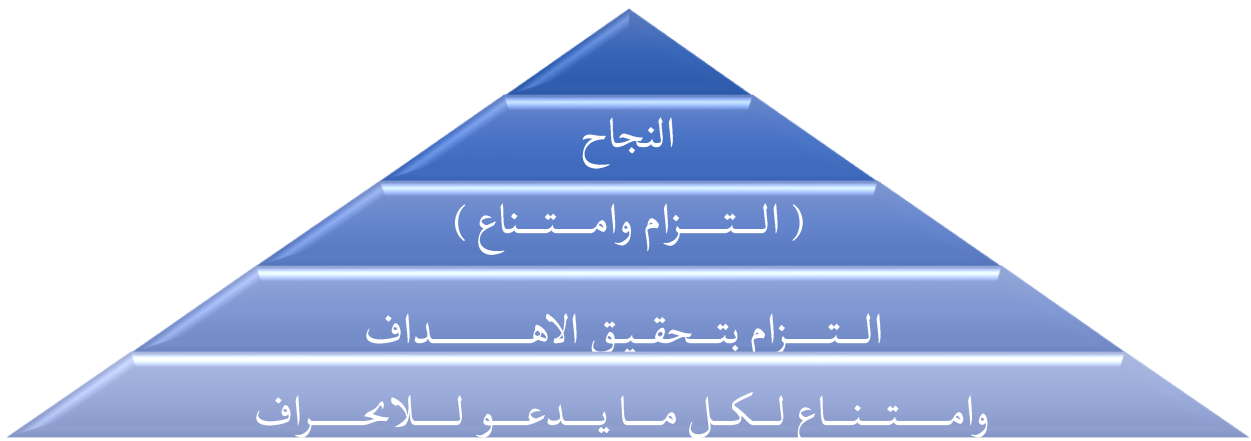 النجاح
( التزام وامتناع )
التزام بتحقيق الاهداف
وامتناع لكل ما يدعو للانحراف